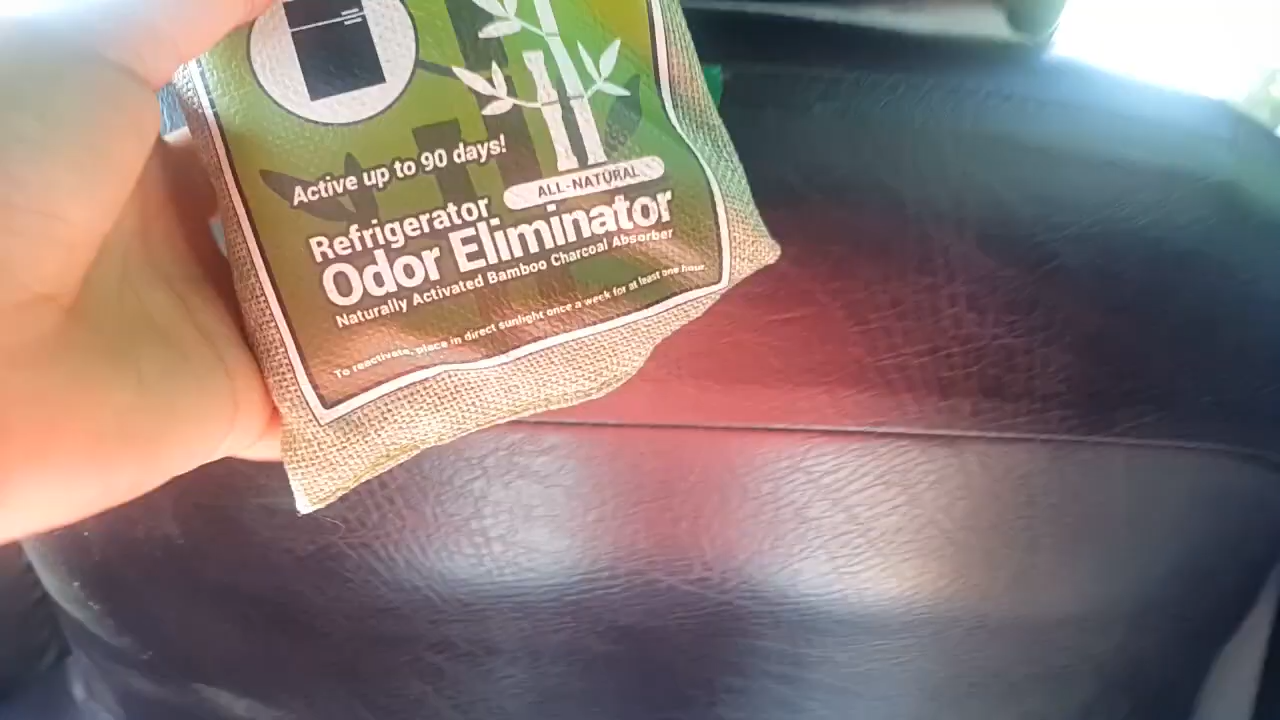 Active up to 90 days!
ALL-NATURAL
Refrigerator
Odor Eliminator
Naturally Activated Bamboo Charcoal Absorber
To reactivate, place in direct sunlight once a week for at least one hour.